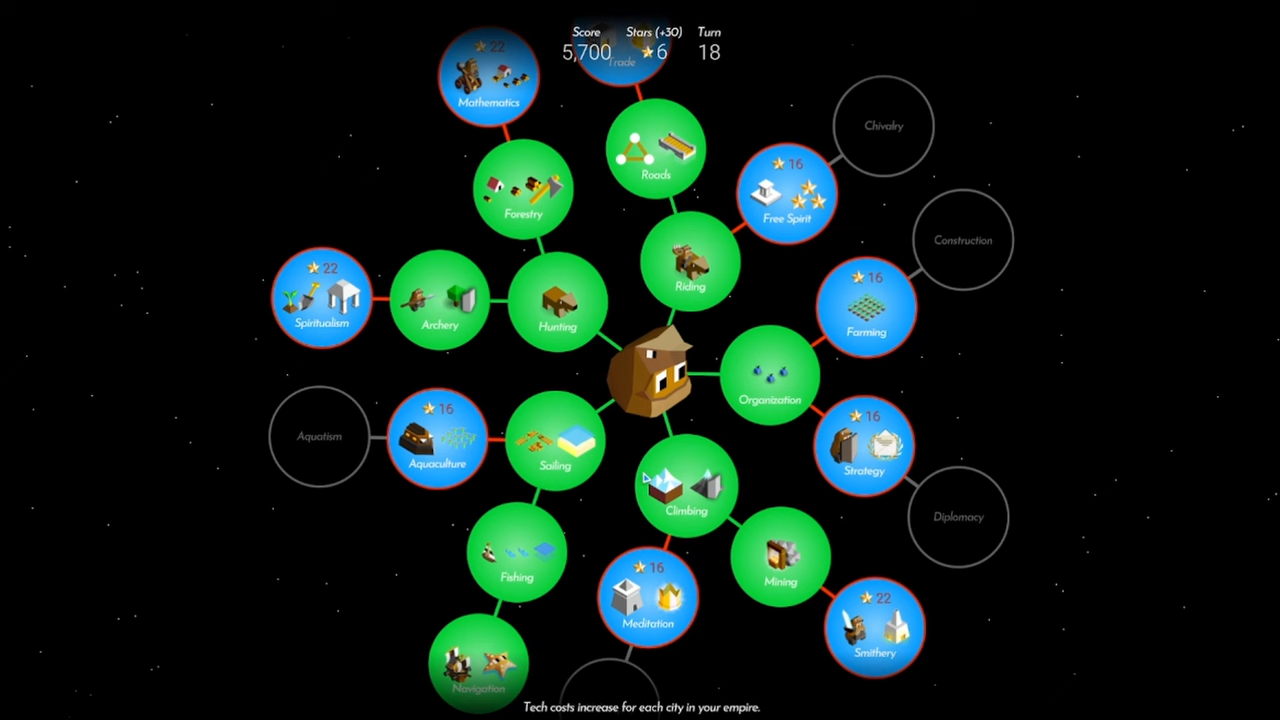 Score
Stars (+30)
Turn
5,700
6
18
Trade
22
Mathematics
Chivalry
Roads
16
Free Spirit
Forestry
Construction
22
Spiritualism
Archery
Hunting
Riding
16
Farming
Organization
Aquatism
16
Aquaculture
Sailing
16
Strategy
Climbing
Diplomacy
Fishing
Mining
16
Meditation
22
Smithery
Navigation
Tech costs increase for each city in your empire.